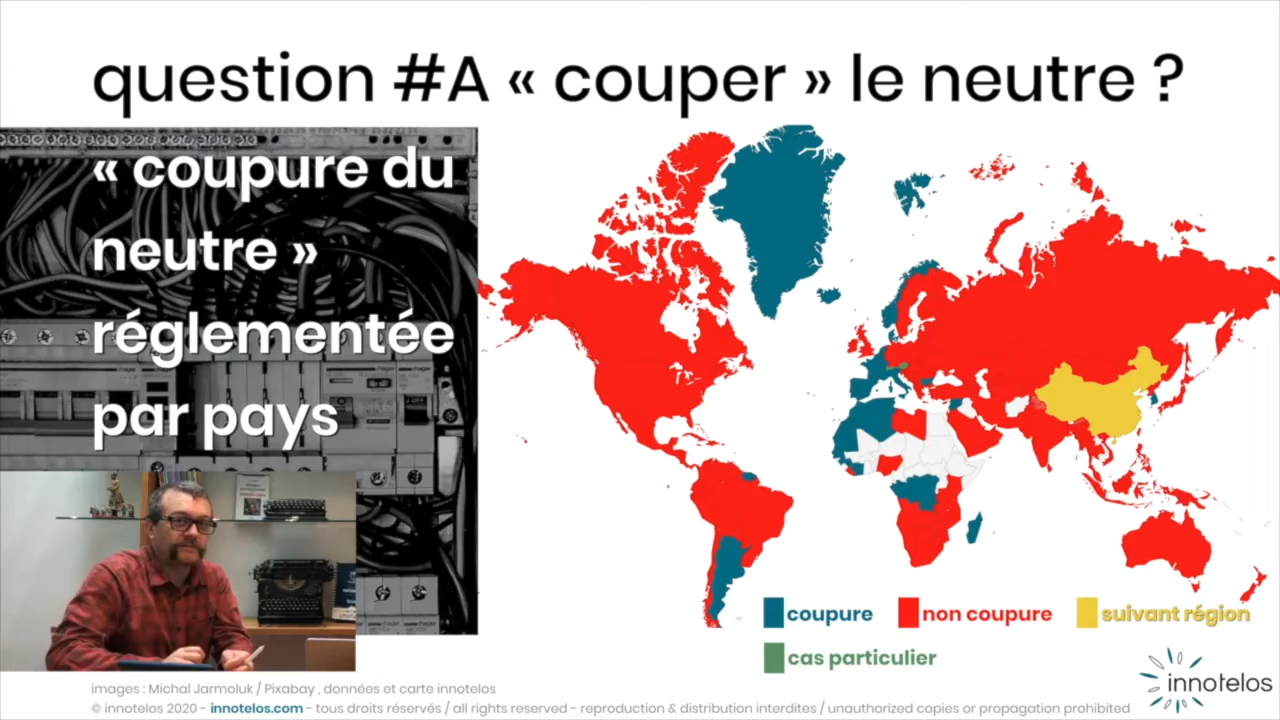 question #A « couper » le neutre ?
« coupure du
neutre »
réglementée
par pays
coupure
non coupure
suivant région
cas particulier
innotelos
images : Michal Jarmoluk / Pixabay , données et carte innotelos
© innotelos 2020 - innotelos.com - tous droits réservés / all rights reserved - reproduction & distribution interdites / unauthorized copies or propagation prohibited